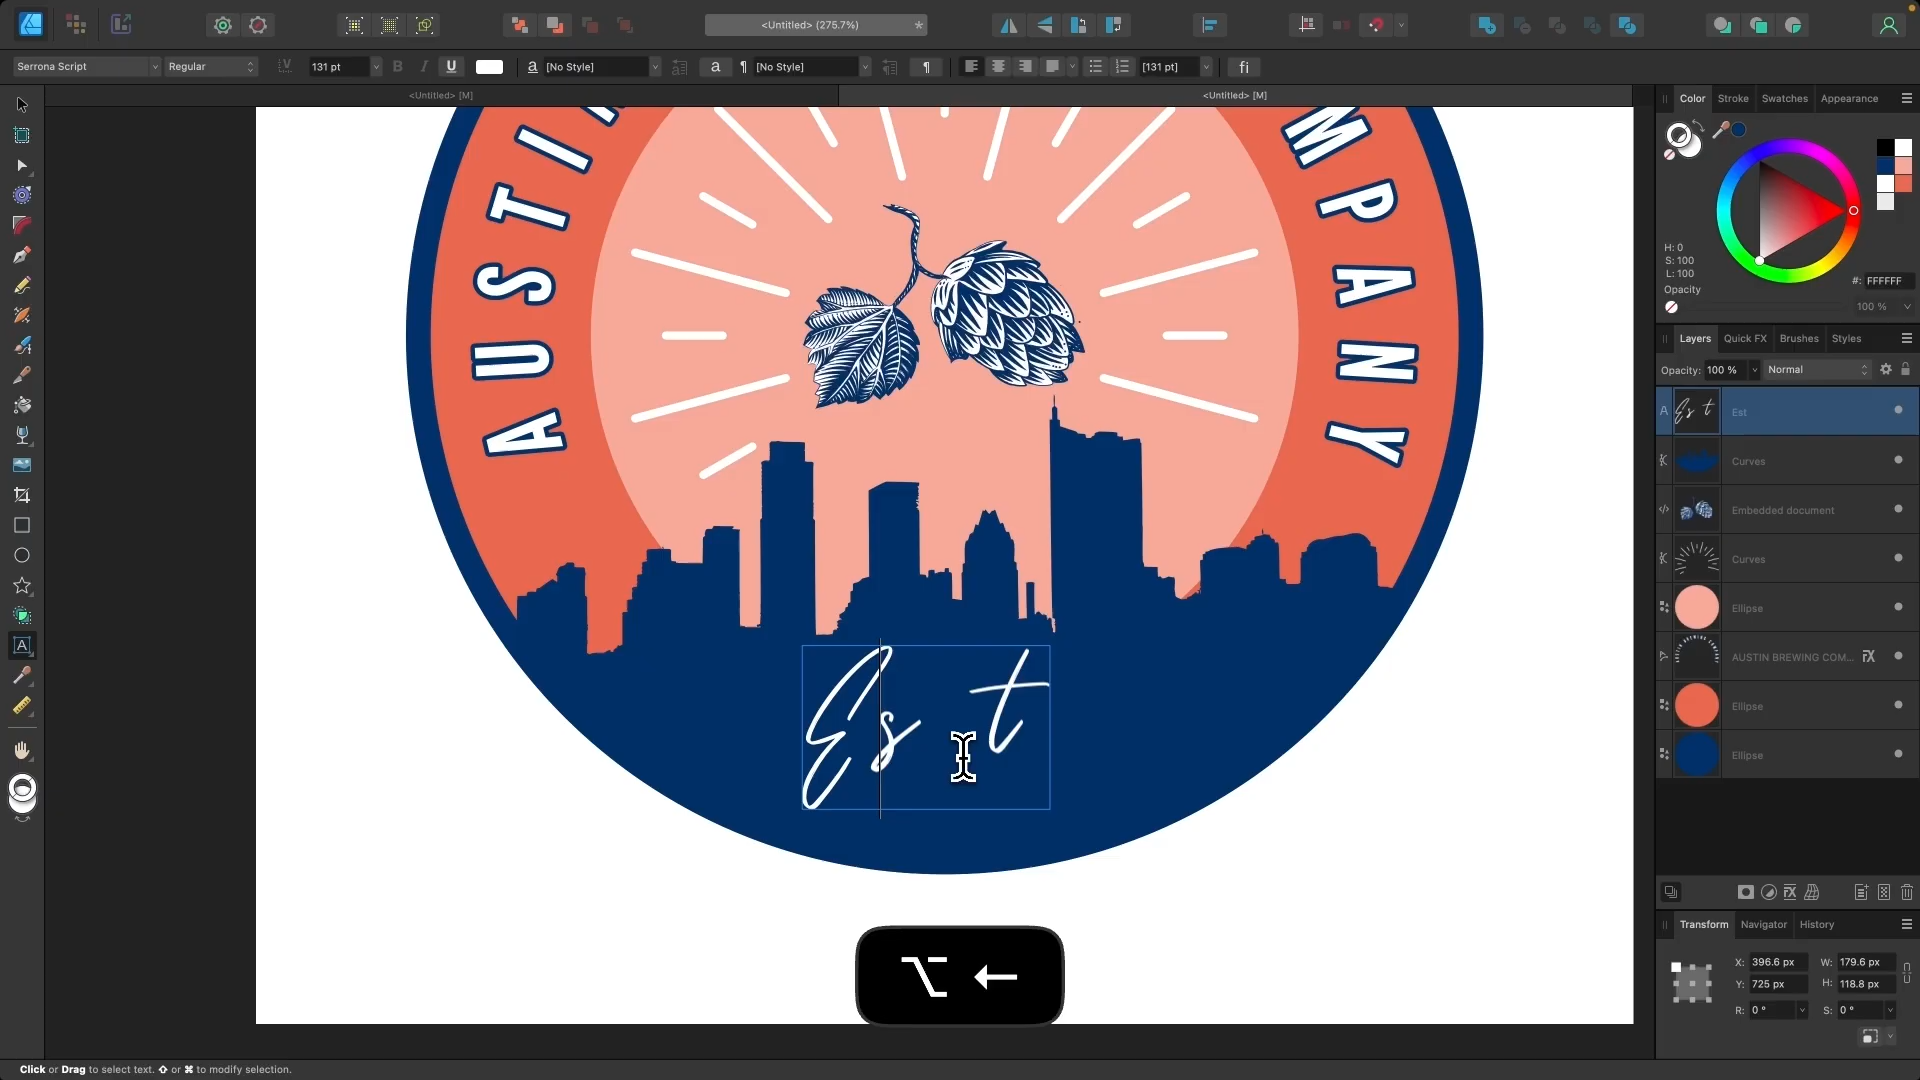 <Untitled> (275.7%)
*
Serrona Script
Regular
131 pt
B I U
a [No Style]
a
¶ [No Style]
¶
[131 pt]
fi
<Untitled> [M]
<Untitled> [M]
AUSTIN
MPANY
Est
⌥ ←
Color
Stroke
Swatches
Appearance
H: 0
S: 100
L: 100
#: FFFFFF
Opacity
100 %
Layers
Quick FX
Brushes
Styles
Opacity: 100 %
Normal
A
Est
Curves
Embedded document
Curves
Ellipse
AUSTIN BREWING COM...
Ellipse
Ellipse
Transform
Navigator
History
X: 396.6 px
W: 179.6 px
Y: 725 px
H: 118.8 px
R: 0 °
S: 0 °
Click or Drag to select text. ⇧ or ⌘ to modify selection.